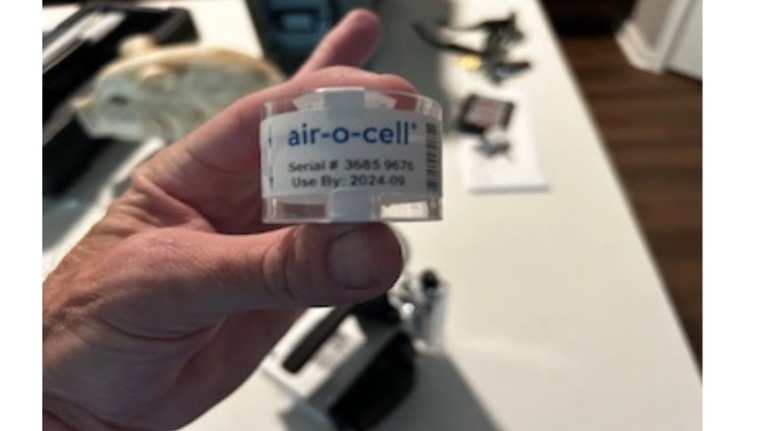 air-o-cell®
Serial # 3685 9676
Use By: 2024-09